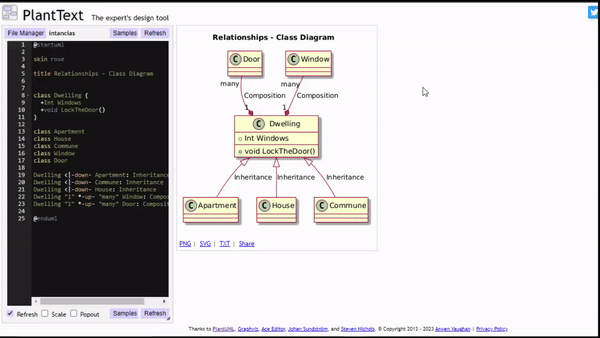 PlantText The expert's design tool
File Manager Intancias Samples Refresh
1 @startuml
2
3 skin rose
4
5 title Relationships - Class Diagram
6
7
8 class Dwelling {
9 +Int Windows
10 +void LockTheDoor()
11 }
12
13 class Apartment
14 class House
15 class Commune
16 class Window
17 class Door
18
19 Dwelling <|-down- Apartment: Inheritance
20 Dwelling <|-down- Commune: Inheritance
21 Dwelling <|-down- House: Inheritance
22 Dwelling "1" *-up- "many" Window: Compos
23 Dwelling "1" *-up- "many" Door: Composit
24
25 @enduml
Refresh Scale Popout Samples Refresh
Relationships - Class Diagram
C Door
C Window
many
many
Composition
Composition
1
1
C Dwelling
Int Windows
void LockTheDoor()
Inheritance
Inheritance
Inheritance
C Apartment
C House
C Commune
PNG | SVG | TXT | Share
Thanks to PlantUML, Graphviz, Ace Editor, Johan Sundström, and Steven Nichols. © Copyright 2013 - 2023 Arwen Vaughan | Privacy Policy